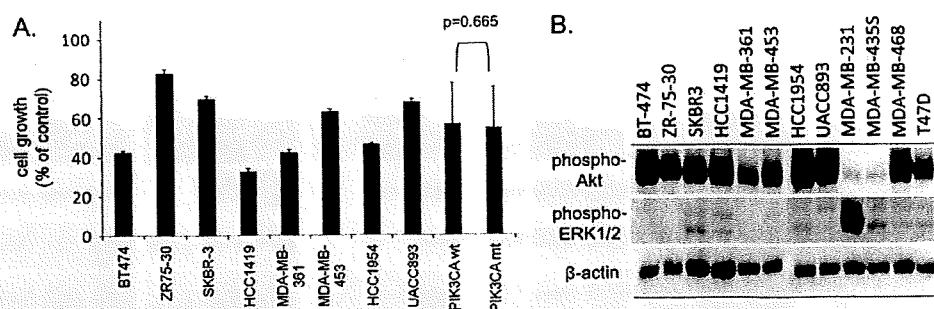 A.
p=0.665
cell growth
(% of control)
100
80
60
40
20
0
BT474
ZR75-30
SKBR-3
HCC1419
MDA-MB-
361
MDA-MB-
453
HCC1954
UACC893
PIK3CA wt
PIK3CA mt
B.
BT-474
ZR-75-30
SKBR3
HCC1419
MDA-MB-361
MDA-MB-453
HCC1954
UACC893
MDA-MB-231
MDA-MB-435S
MDA-MB-468
T47D
phospho-
Akt
phospho-
ERK1/2
β-actin